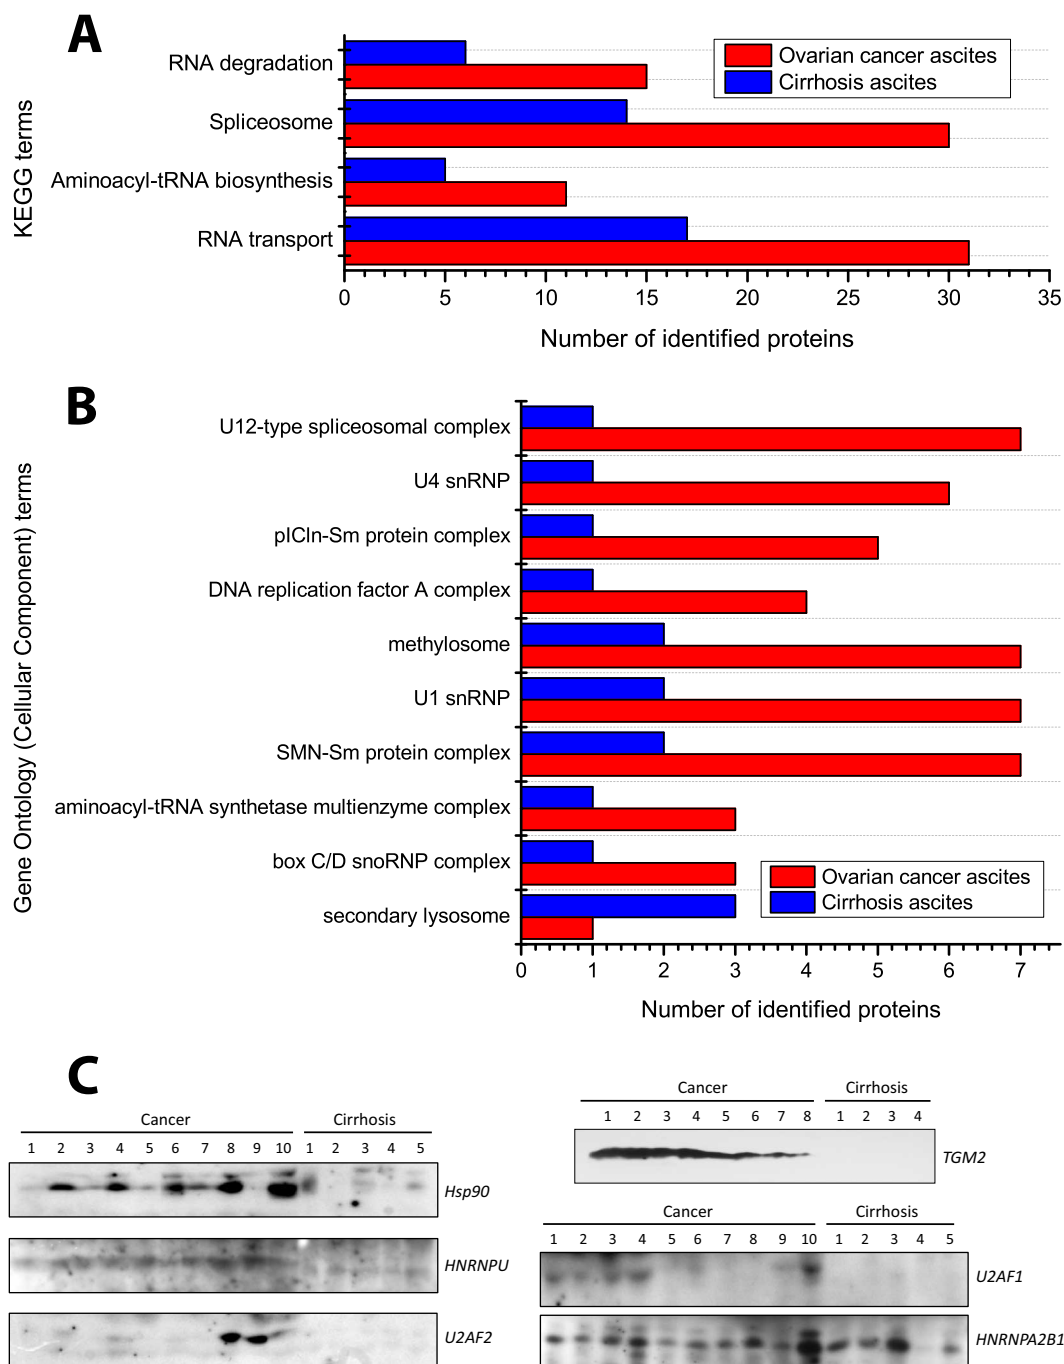 A
KEGG terms
RNA degradation
Spliceosome
Aminoacyl-tRNA biosynthesis
RNA transport
Ovarian cancer ascites
Cirrhosis ascites
0 5 10 15 20 25 30 35
Number of identified proteins
B
Gene Ontology (Cellular Component) terms
U12-type spliceosomal complex
U4 snRNP
pICln-Sm protein complex
DNA replication factor A complex
methylosome
U1 snRNP
SMN-Sm protein complex
aminoacyl-tRNA synthetase multienzyme complex
box C/D snoRNP complex
secondary lysosome
Ovarian cancer ascites
Cirrhosis ascites
0 1 2 3 4 5 6 7
Number of identified proteins
C
Cancer Cirrhosis
1 2 3 4 5 6 7 8 9 10 1 2 3 4 5
Hsp90
HNRNPU
U2AF2
Cancer Cirrhosis
1 2 3 4 5 6 7 8 1 2 3 4
TGM2
Cancer Cirrhosis
1 2 3 4 5 6 7 8 9 10 1 2 3 4 5
U2AF1
HNRNPA2B1